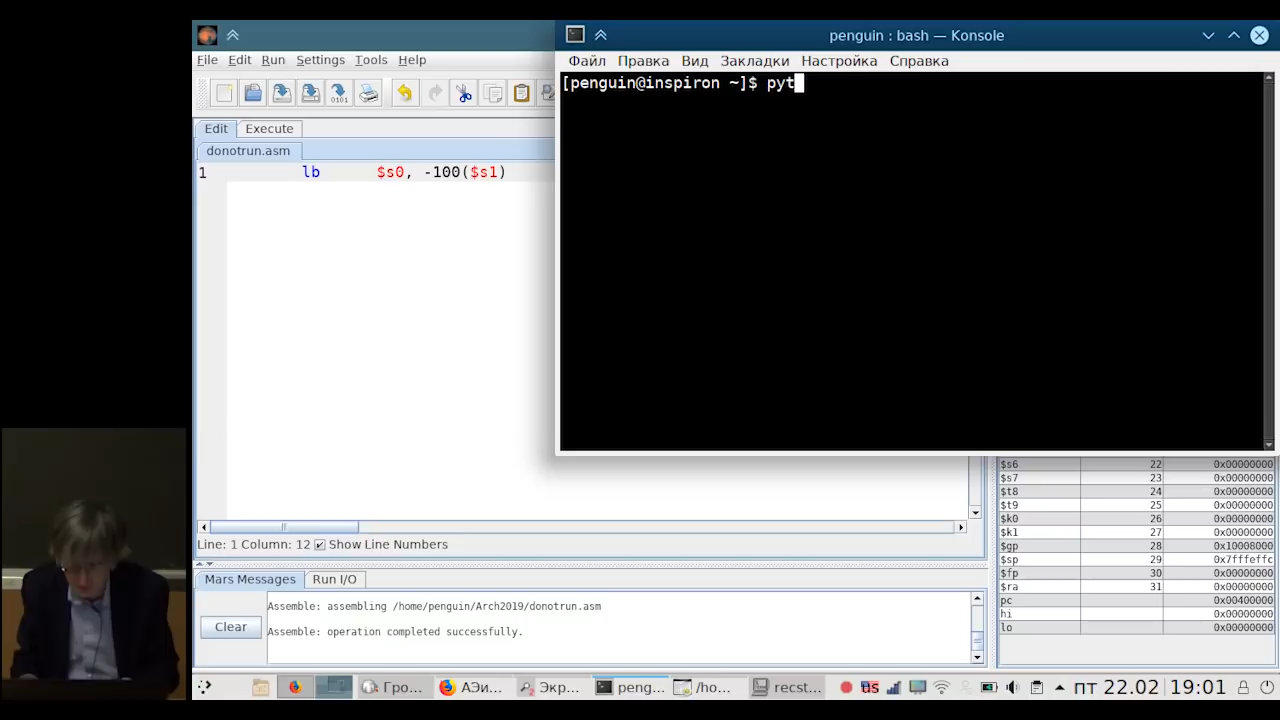 penguin : bash — Konsole
File Edit Run Settings Tools Help
Файл Правка Вид Закладки Настройка Справка
[penguin@inspiron ~]$ pyt
Edit Execute
donotrun.asm
1 lb $s0, -100($s1)
Line: 1 Column: 12 Show Line Numbers
Mars Messages Run I/O
Assemble: assembling /home/penguin/Arch2019/donotrun.asm
Clear
Assemble: operation completed successfully.
$s6 22 0x00000000
$s7 23 0x00000000
$t8 24 0x00000000
$t9 25 0x00000000
$k0 26 0x00000000
$k1 27 0x00000000
$gp 28 0x10008000
$sp 29 0x7fffeffc
$fp 30 0x00000000
$ra 31 0x00000000
pc 0x00400000
hi 0x00000000
lo 0x00000000
Гро... АЭи... Экр... peng... /ho... recst... us пт 22.02 19:01